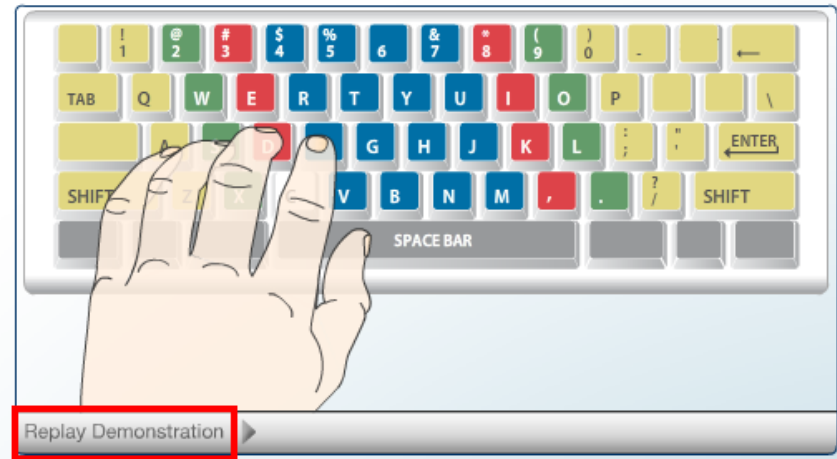 ! @ # $ % & * ( )
1 2 3 4 5 6 7 8 9 0 -
TAB Q W E R T Y U I O P \
A D G H J K L : ; " ' ENTER
SHIFT Z X C V B N M , . ? / SHIFT
SPACE BAR
Replay Demonstration